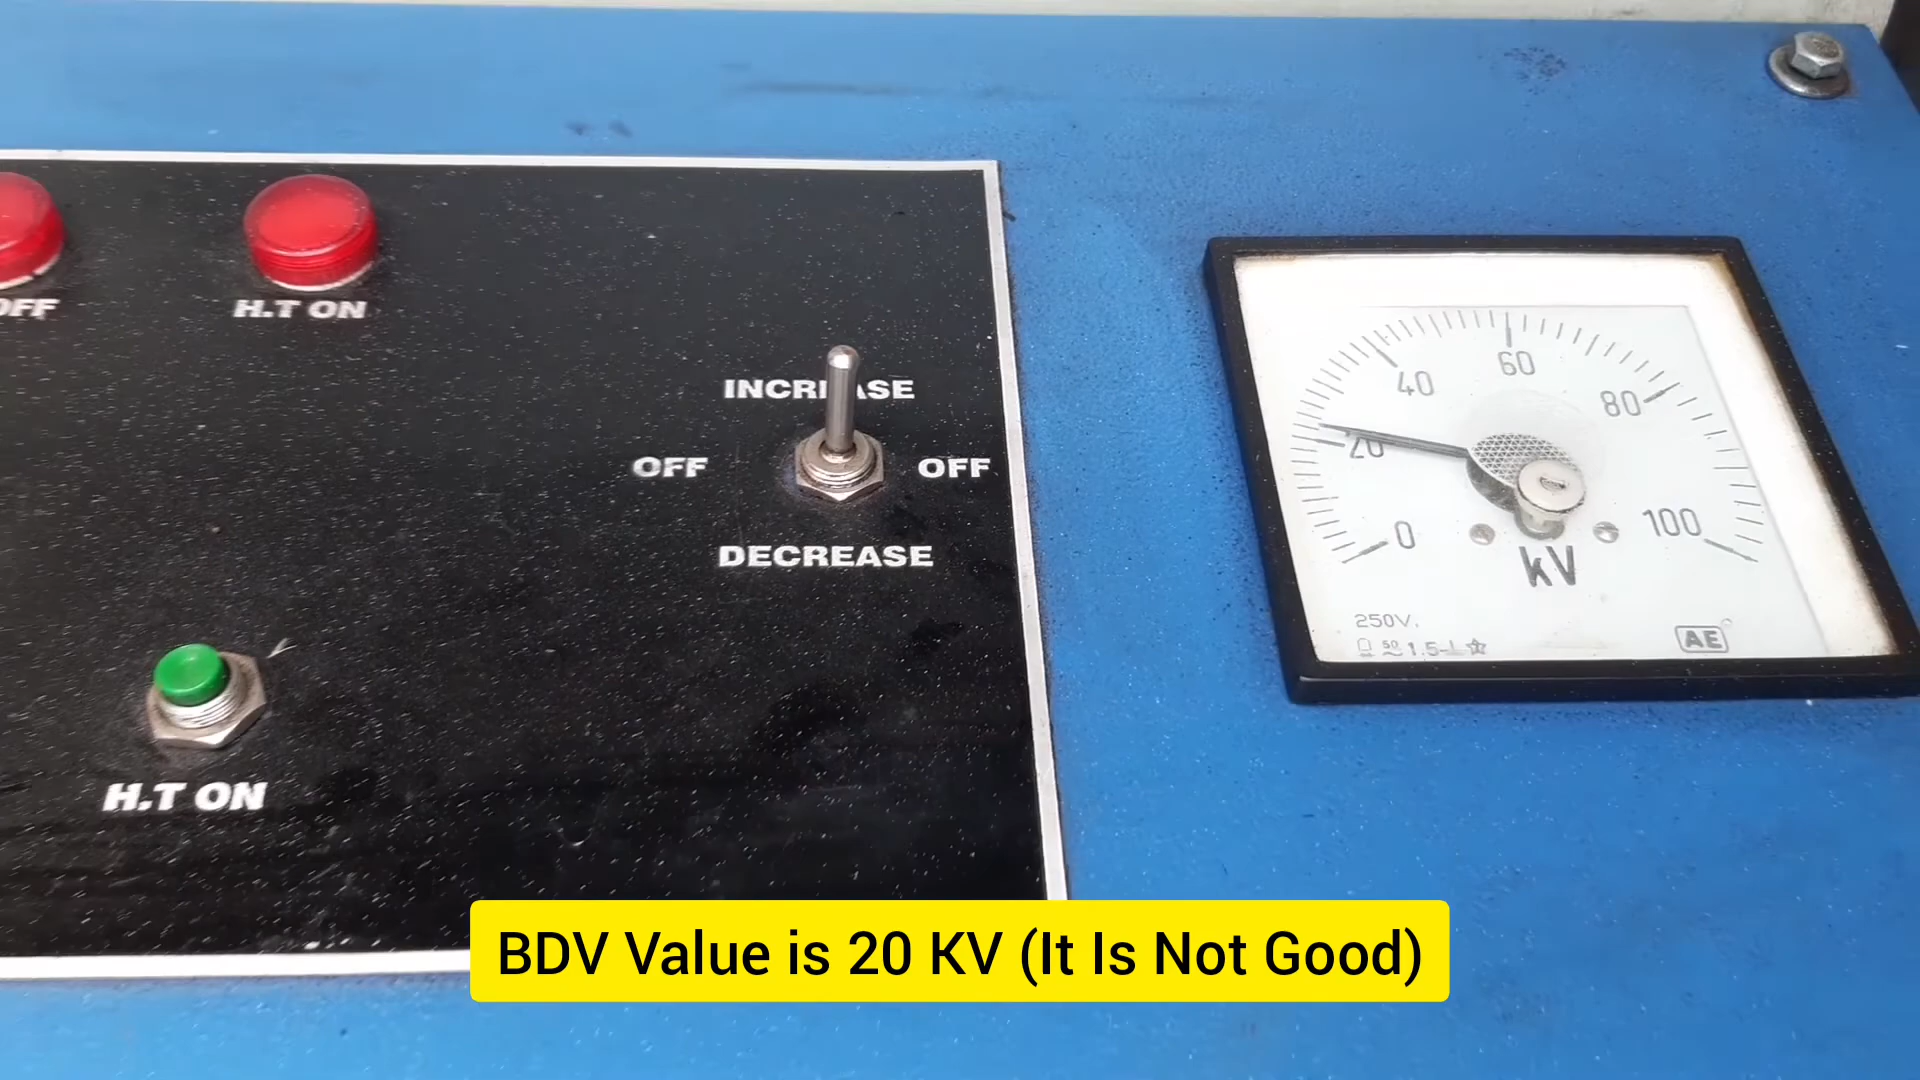 OFF
H.T ON
INCREASE
OFF
OFF
DECREASE
H.T ON
0
20
40
60
80
100
kV
250V.
50
1.5
AE
BDV Value is 20 KV (It Is Not Good)